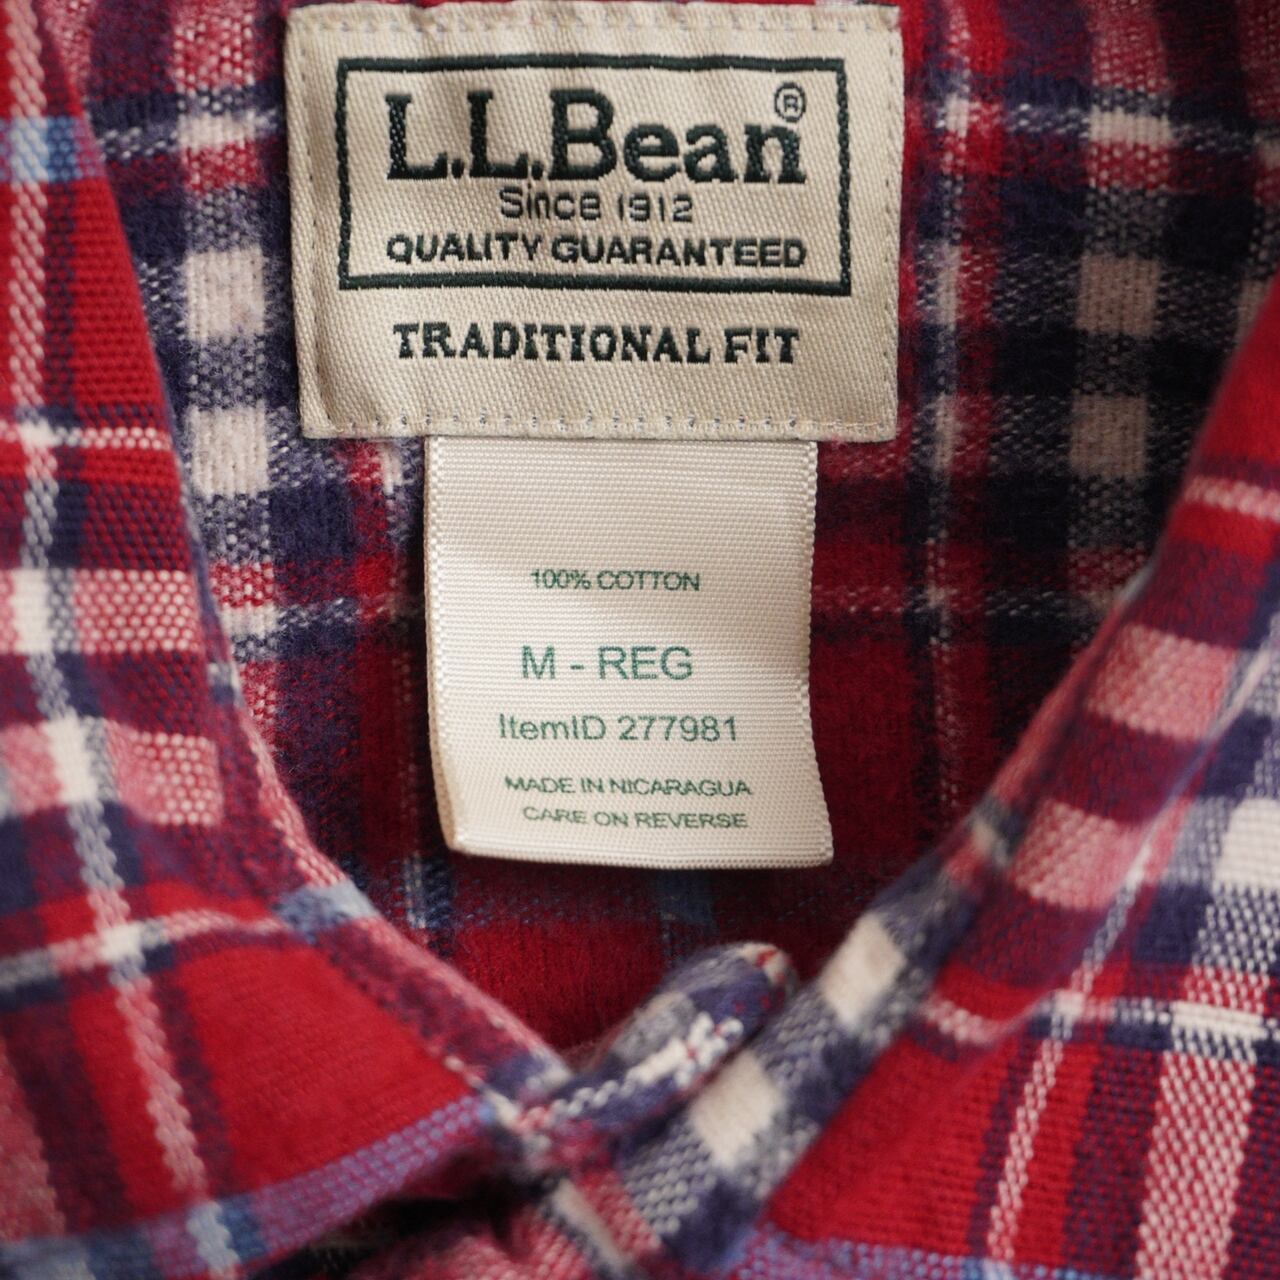 L.L.Bean®
Since 1912
QUALITY GUARANTEED
TRADITIONAL FIT
100% COTTON
M - REG
ItemID 277981
MADE IN NICARAGUA
CARE ON REVERSE